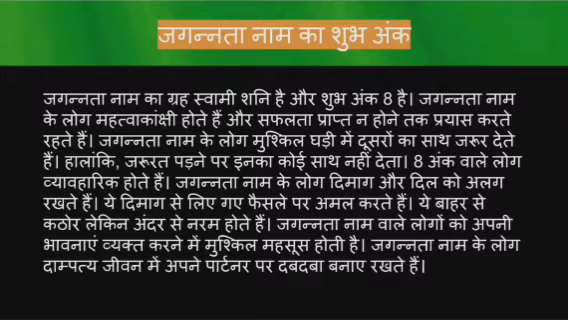 जगन्नता नाम का शुभ अंक
जगन्नता नाम का ग्रह स्वामी शनि है और शुभ अंक 8 है। जगन्नता नाम
के लोग महत्वाकांक्षी होते हैं और सफलता प्राप्त न होने तक प्रयास करते
रहते हैं। जगन्नता नाम के लोग मुश्किल घड़ी में दूसरों का साथ जरूर देते
हैं। हालांकि, जरूरत पड़ने पर इनका कोई साथ नहीं देता। 8 अंक वाले लोग
व्यावहारिक होते हैं। जगन्नता नाम के लोग दिमाग और दिल को अलग
रखते हैं। ये दिमाग से लिए गए फैसले पर अमल करते हैं। ये बाहर से
कठोर लेकिन अंदर से नरम होते हैं। जगन्नता नाम वाले लोगों को अपनी
भावनाएं व्यक्त करने में मुश्किल महसूस होती है। जगन्नता नाम के लोग
दाम्पत्य जीवन में अपने पार्टनर पर दबदबा बनाए रखते हैं।